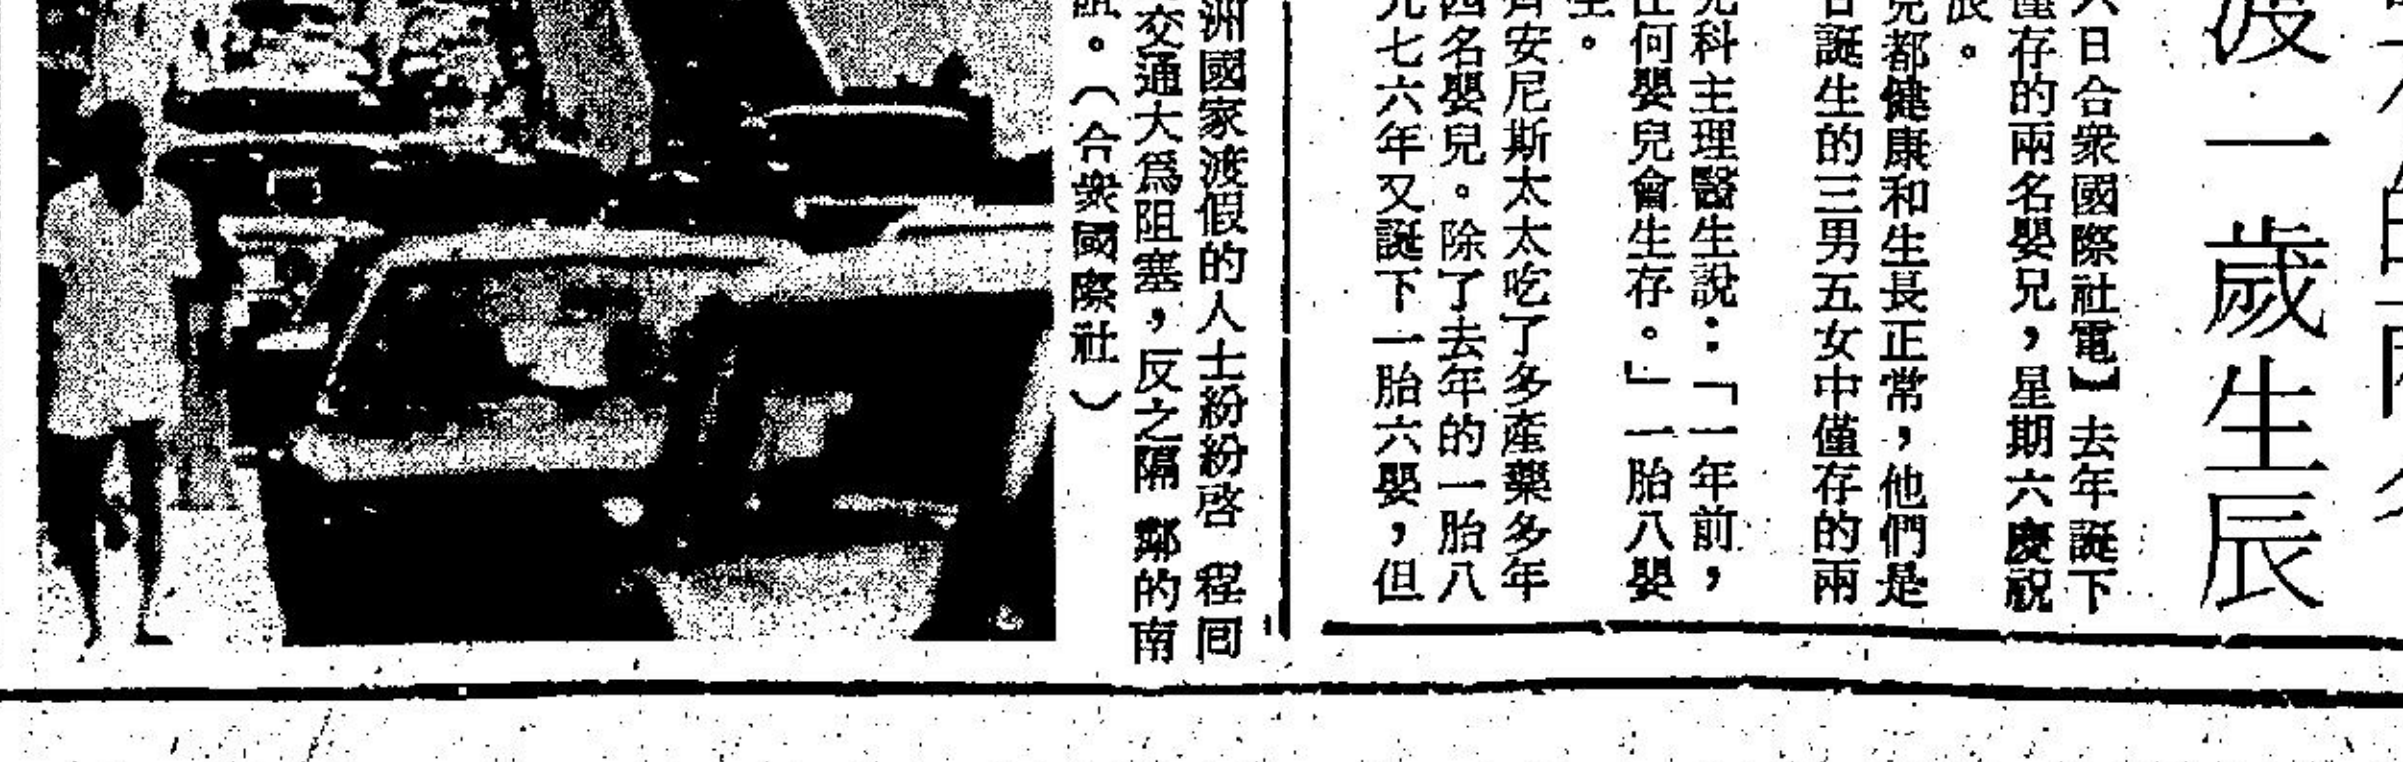 渡一歲生辰
六日合衆國際社電】去年誕下
僅存的兩名嬰兒，星期六慶祝
辰。
兒都健康和生長正常，他們是
日誕生的三男五女中僅存的兩
兒科主理醫生說：「一年前，
任何嬰兒會生存。」一胎八嬰
生。
齊安尼斯太太吃了多產藥多年
四名嬰兒。除了去年的一胎八
九七六年又誕下一胎六嬰，但
洲國家渡假的人士紛紛啓程囘
交通大爲阻塞，反之隔鄰的南
阻。（合衆國際社）